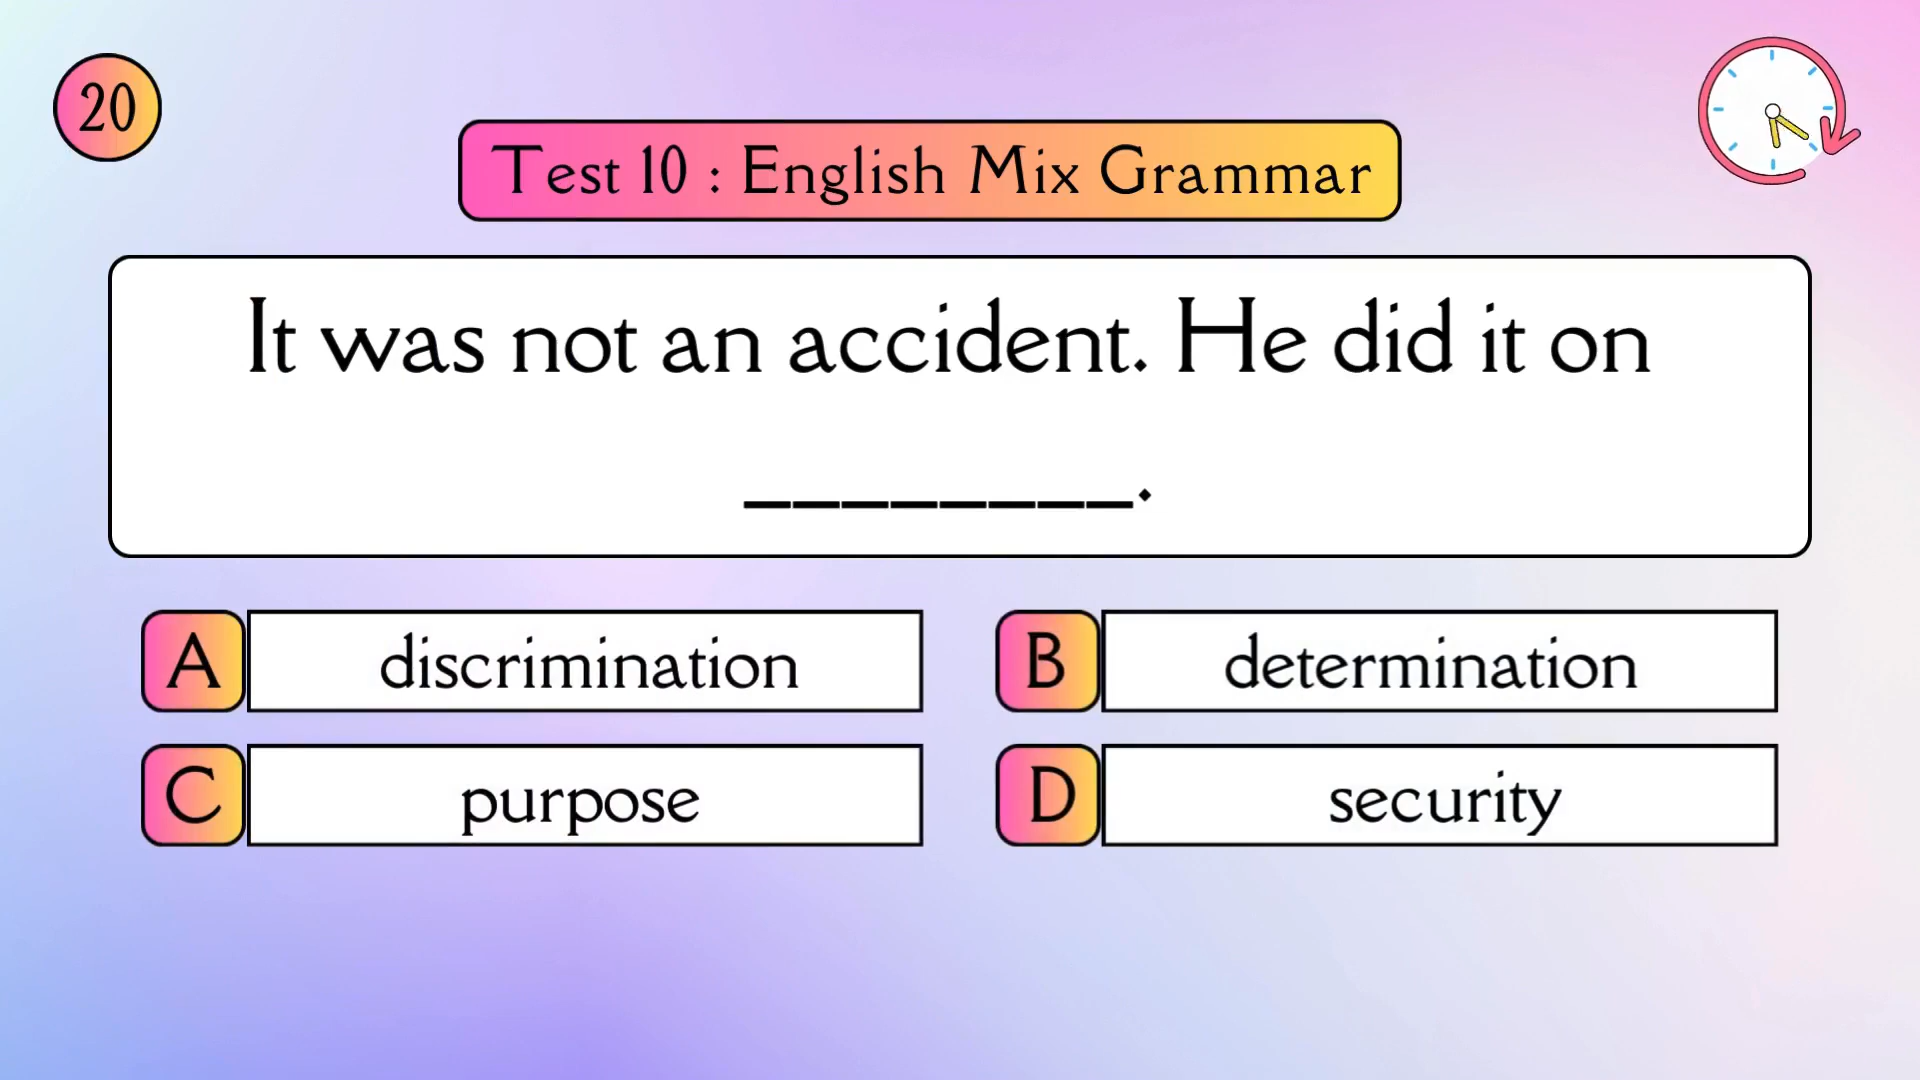 20
Test 10 : English Mix Grammar
It was not an accident. He did it on
________.
A discrimination
B determination
C purpose
D security